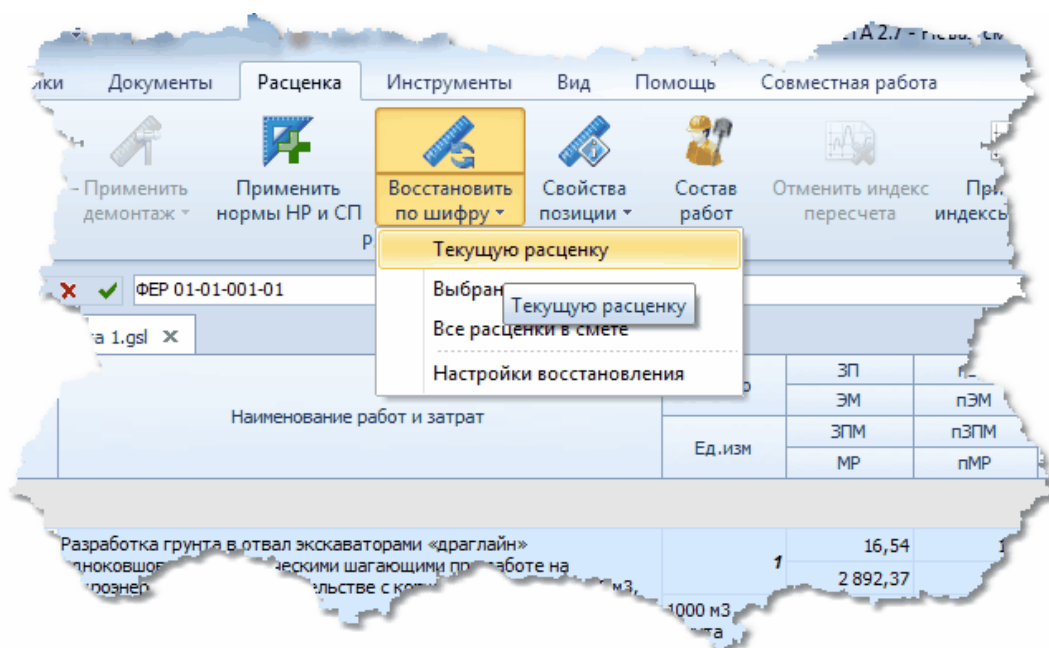 А 2.7 -
Документы Расценка Инструменты Вид Помощь Совместная работа
Применить демонтаж
Применить нормы НР и СП
Восстановить по шифру
Свойства позиции
Состав работ
Отменить индекс пересчета
Текущую расценку
ФЕР 01-01-001-01
Текущую расценку
Все расценки в смете
Настройки восстановления
1.gsl
Наименование работ и затрат
Ед.изм
ЗП
ЭМ пЭМ
ЗПМ пЗПМ
МР пМР
Разработка грунта в отвал экскаваторами «драглайн»
1
16,54
2 892,37
1000 м3